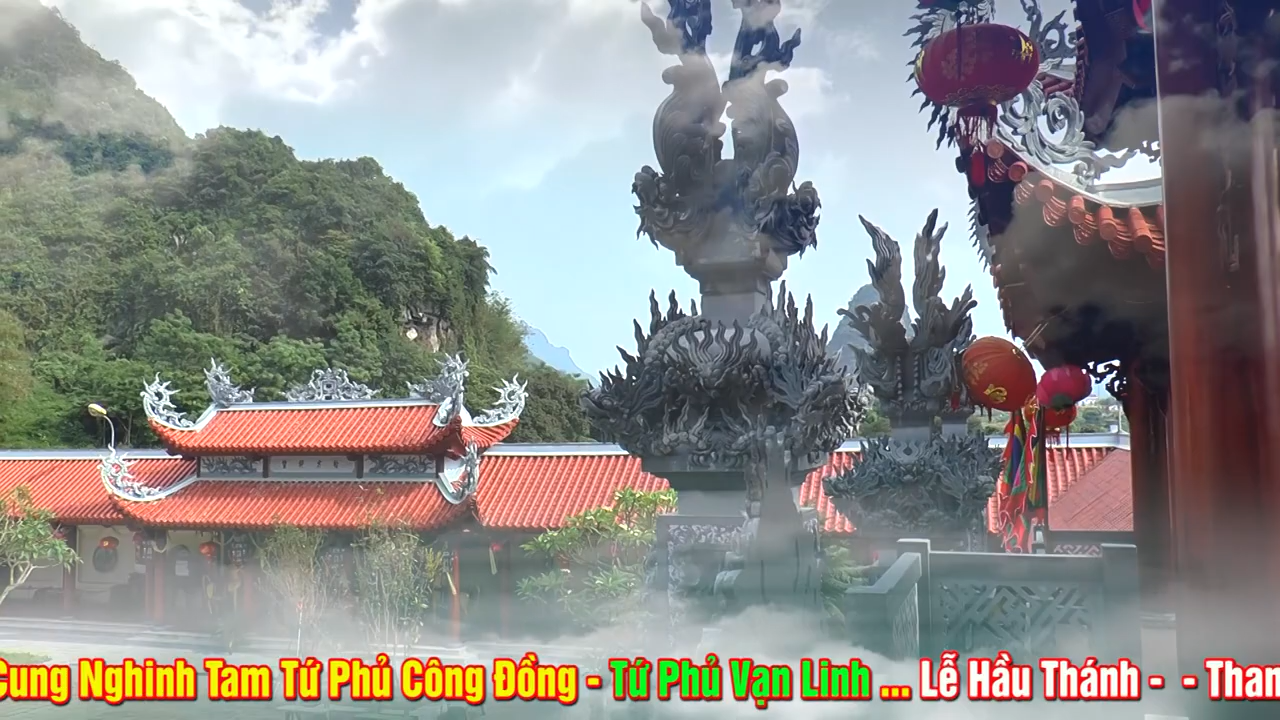 Cung Nghinh Tam Tứ Phủ Công Đồng - Tứ Phủ Vạn Linh ... Lễ Hầu Thánh - - Than